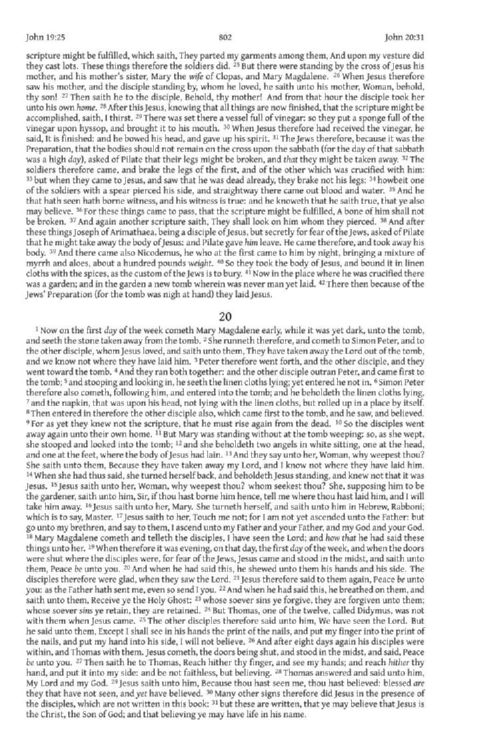 John 19:25 802 John 20:31
scripture might be fulfilled, which saith, They parted my garments among them, And upon my vesture did
they cast lots. These things therefore the soldiers did. 25 But there were standing by the cross of Jesus his
mother, and his mother's sister, Mary the wife of Clopas, and Mary Magdalene. 26 When Jesus therefore
saw his mother, and the disciple standing by, whom he loved, he saith unto his mother, Woman, behold,
thy son! 27 Then saith he to the disciple, Behold, thy mother! And from that hour the disciple took her
unto his own home. 28 After this Jesus, knowing that all things are now finished, that the scripture might be
accomplished, saith, I thirst. 29 There was set there a vessel full of vinegar: so they put a sponge full of the
vinegar upon hyssop, and brought it to his mouth. 30 When Jesus therefore had received the vinegar, he
said, It is finished: and he bowed his head, and gave up his spirit. 31 The Jews therefore, because it was the
Preparation, that the bodies should not remain on the cross upon the sabbath (for the day of that sabbath
was a high day), asked of Pilate that their legs might be broken, and that they might be taken away. 32 The
soldiers therefore came, and brake the legs of the first, and of the other which was crucified with him:
33 but when they came to Jesus, and saw that he was dead already, they brake not his legs: 34 howbeit one
of the soldiers with a spear pierced his side, and straightway there came out blood and water. 35 And he
that hath seen hath borne witness, and his witness is true: and he knoweth that he saith true, that ye also
may believe. 36 For these things came to pass, that the scripture might be fulfilled, A bone of him shall not
be broken. 37 And again another scripture saith, They shall look on him whom they pierced. 38 And after
these things Joseph of Arimathaea, being a disciple of Jesus, but secretly for fear of the Jews, asked of Pilate
that he might take away the body of Jesus: and Pilate gave him leave. He came therefore, and took away his
body. 39 And there came also Nicodemus, he who at the first came to him by night, bringing a mixture of
myrrh and aloes, about a hundred pounds weight. 40 So they took the body of Jesus, and bound it in linen
cloths with the spices, as the custom of the Jews is to bury. 41 Now in the place where he was crucified there
was a garden; and in the garden a new tomb wherein was never man yet laid. 42 There then because of the
Jews' Preparation (for the tomb was nigh at hand) they laid Jesus.
20
1 Now on the first day of the week cometh Mary Magdalene early, while it was yet dark, unto the tomb,
and seeth the stone taken away from the tomb. 2 She runneth therefore, and cometh to Simon Peter, and to
the other disciple, whom Jesus loved, and saith unto them, They have taken away the Lord out of the tomb,
and we know not where they have laid him. 3 Peter therefore went forth, and the other disciple, and they
went toward the tomb. 4 And they ran both together: and the other disciple outran Peter, and came first to
the tomb; 5 and stooping and looking in, he seeth the linen cloths lying; yet entered he not in. 6 Simon Peter
therefore also cometh, following him, and entered into the tomb; and he beholdeth the linen cloths lying,
7 and the napkin, that was upon his head, not lying with the linen cloths, but rolled up in a place by itself.
8 Then entered in therefore the other disciple also, which came first to the tomb, and he saw, and believed.
9 For as yet they knew not the scripture, that he must rise again from the dead. 10 So the disciples went
away again unto their own home. 11 But Mary was standing without at the tomb weeping: so, as she wept,
she stooped and looked into the tomb; 12 and she beholdeth two angels in white sitting, one at the head,
and one at the feet, where the body of Jesus had lain. 13 And they say unto her, Woman, why weepest thou?
She saith unto them, Because they have taken away my Lord, and I know not where they have laid him.
14 When she had thus said, she turned herself back, and beholdeth Jesus standing, and knew not that it was
Jesus. 15 Jesus saith unto her, Woman, why weepest thou? whom seekest thou? She, supposing him to be
the gardener, saith unto him, Sir, if thou hast borne him hence, tell me where thou hast laid him, and I will
take him away. 16 Jesus saith unto her, Mary. She turneth herself, and saith unto him in Hebrew, Rabboni;
which is to say, Master. 17 Jesus saith to her, Touch me not; for I am not yet ascended unto the Father: but
go unto my brethren, and say to them, I ascend unto my Father and your Father, and my God and your God.
18 Mary Magdalene cometh and telleth the disciples, I have seen the Lord; and how that he had said these
things unto her. 19 When therefore it was evening, on that day, the first day of the week, and when the doors
were shut where the disciples were, for fear of the Jews, Jesus came and stood in the midst, and saith unto
them, Peace be unto you. 20 And when he had said this, he shewed unto them his hands and his side. The
disciples therefore were glad, when they saw the Lord. 21 Jesus therefore said to them again, Peace be unto
you: as the Father hath sent me, even so send I you. 22 And when he had said this, he breathed on them, and
saith unto them, Receive ye the Holy Ghost: 23 whose soever sins ye forgive, they are forgiven unto them;
whose soever sins ye retain, they are retained. 24 But Thomas, one of the twelve, called Didymus, was not
with them when Jesus came. 25 The other disciples therefore said unto him, We have seen the Lord. But
he said unto them, Except I shall see in his hands the print of the nails, and put my finger into the print of
the nails, and put my hand into his side, I will not believe. 26 And after eight days again his disciples were
within, and Thomas with them. Jesus cometh, the doors being shut, and stood in the midst, and said, Peace
be unto you. 27 Then saith he to Thomas, Reach hither thy finger, and see my hands; and reach hither thy
hand, and put it into my side: and be not faithless, but believing. 28 Thomas answered and said unto him,
My Lord and my God. 29 Jesus saith unto him, Because thou hast seen me, thou hast believed: blessed are
they that have not seen, and yet have believed. 30 Many other signs therefore did Jesus in the presence of
the disciples, which are not written in this book: 31 but these are written, that ye may believe that Jesus is
the Christ, the Son of God; and that believing ye may have life in his name.